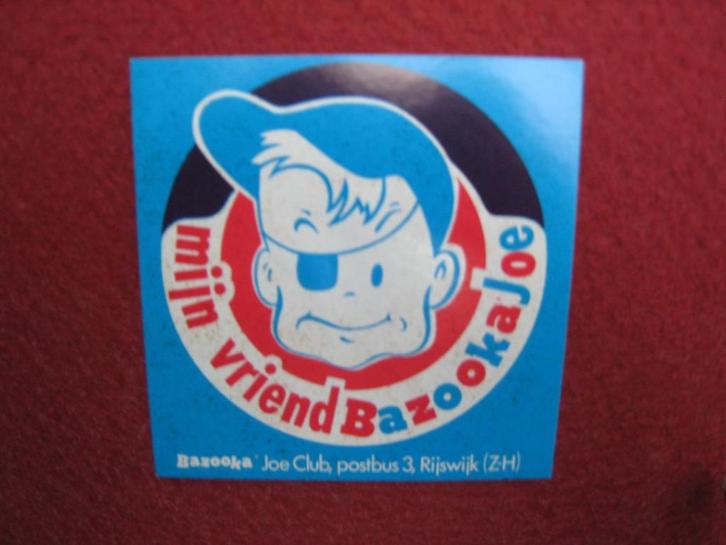 mijn vriend Bazooka Joe
Bazooka Joe Club, postbus 3, Rijswijk (Z-H)